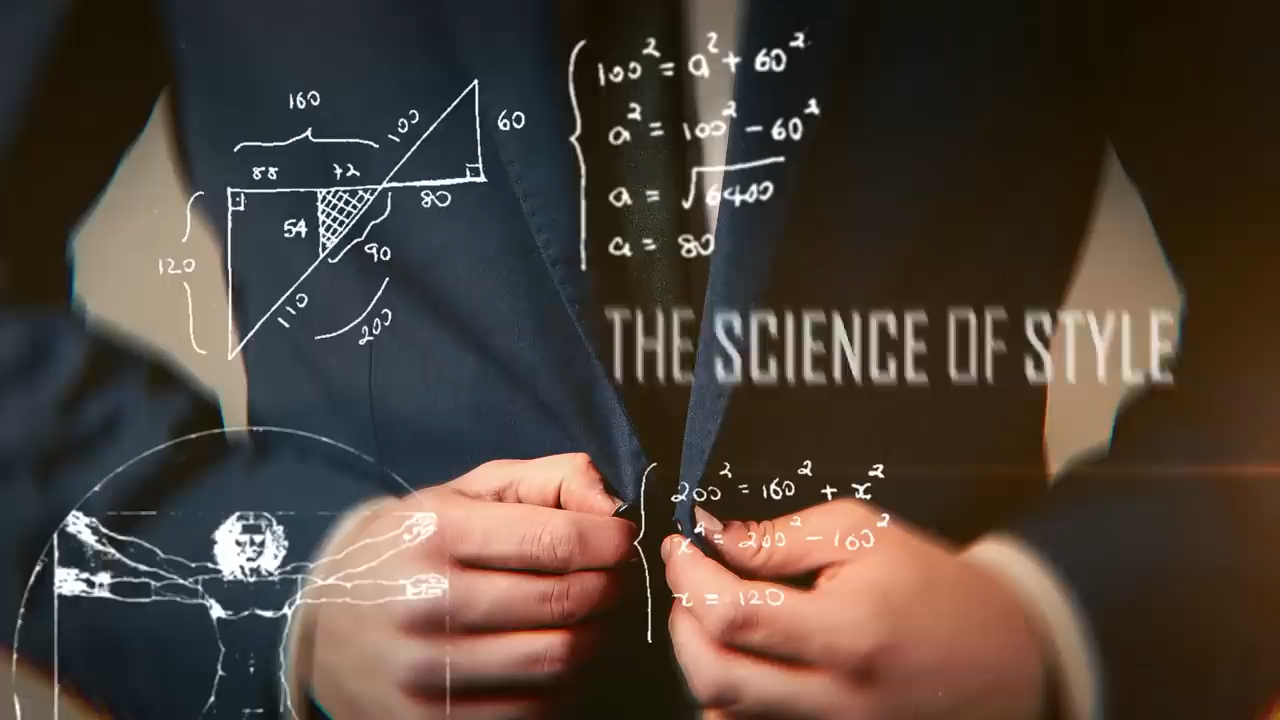 160
88 72
100
60
80
54
90
120
110
200
100² = a² + 60²
a² = 100² - 60²
a = √6400
a = 80
THE SCIENCE OF STYLE
200² = 160² + x²
x² = 200² - 160²
x = 120